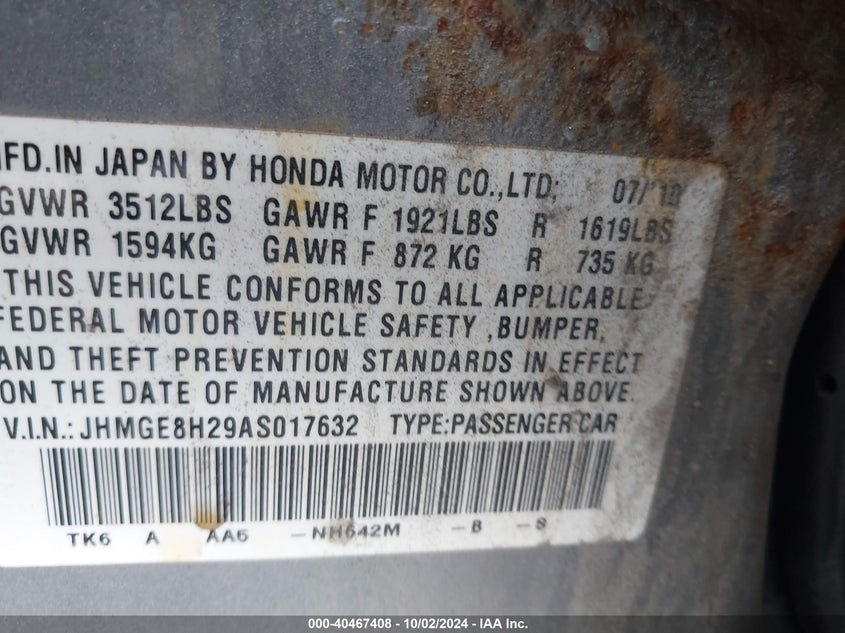 MFD.IN JAPAN BY HONDA MOTOR CO.,LTD; 07/'10
GVWR 3512LBS GAWR F 1921LBS R 1619LBS
GVWR 1594KG GAWR F 872 KG R 735 KG
THIS VEHICLE CONFORMS TO ALL APPLICABLE
FEDERAL MOTOR VEHICLE SAFETY ,BUMPER,
AND THEFT PREVENTION STANDARDS IN EFFECT
ON THE DATE OF MANUFACTURE SHOWN ABOVE.
V.I.N.: JHMGE8H29AS017632 TYPE:PASSENGER CAR
TK6 A AA5 -NH642M -B -S
000-40467408 - 10/02/2024 - IAA Inc.